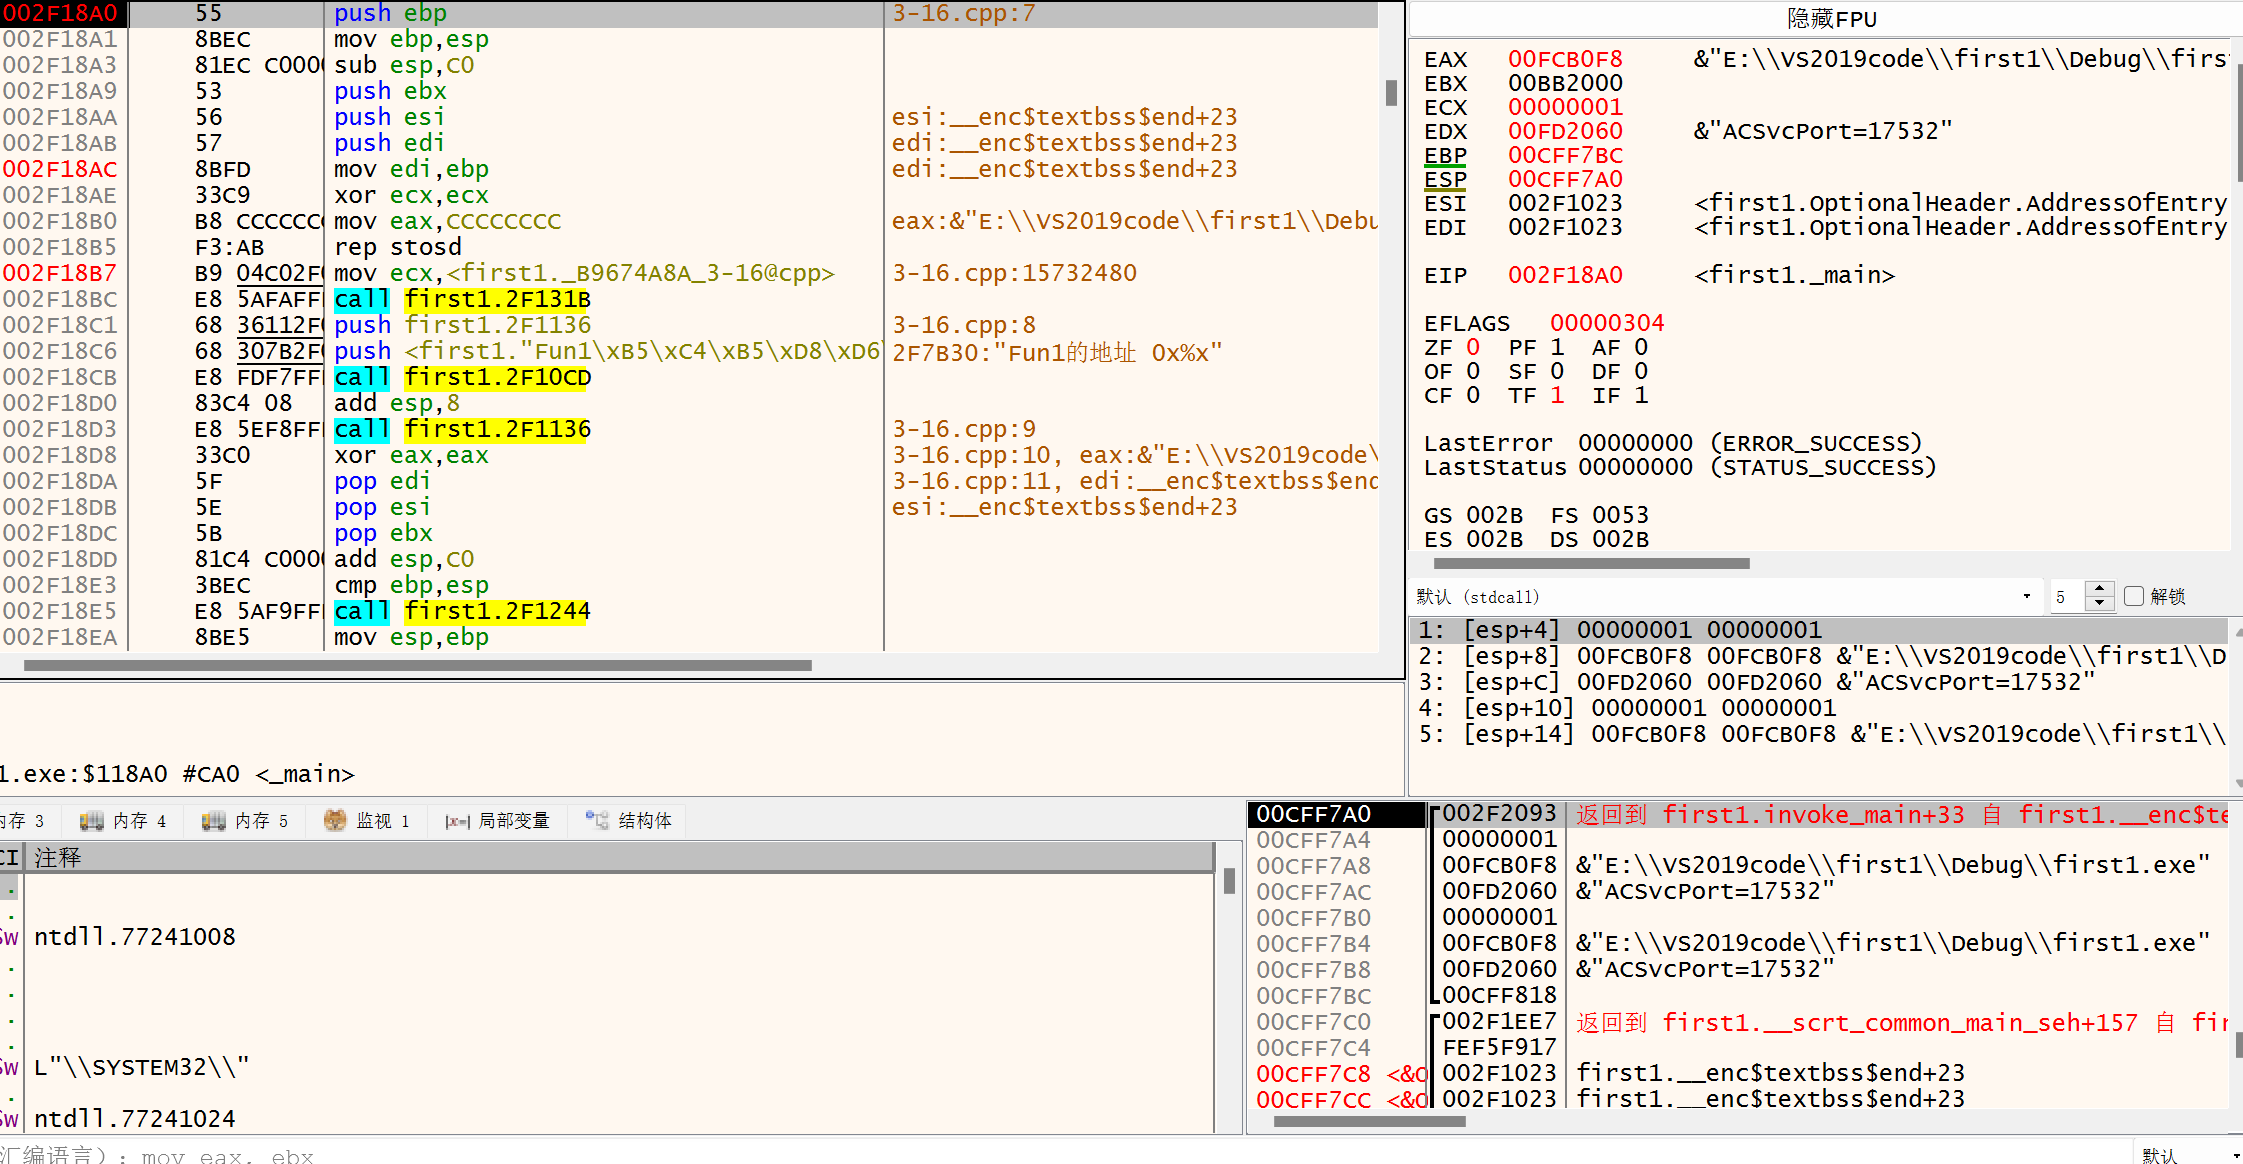 002F18A0 55 push ebp 3-16.cpp:7
002F18A1 8BEC mov ebp,esp
002F18A3 81EC C000 sub esp,C0
002F18A9 53 push ebx
002F18AA 56 push esi esi:__enc$textbss$end+23
002F18AB 57 push edi edi:__enc$textbss$end+23
002F18AC 8BFD mov edi,ebp edi:__enc$textbss$end+23
002F18AE 33C9 xor ecx,ecx
002F18B0 B8 CCCCCC mov eax,CCCCCCCC eax:&"E:\\VS2019code\\first1\\Debu
002F18B5 F3:AB rep stosd
002F18B7 B9 04C02F0 mov ecx,<first1._B9674A8A_3-16@cpp> 3-16.cpp:15732480
002F18BC E8 5AFAFF call first1.2F131B
002F18C1 68 36112F0 push first1.2F1136 3-16.cpp:8
002F18C6 68 307B2F0 push <first1."Fun1\xB5\xC4\xB5\xD8\xD6\ 2F7B30:"Fun1的地址 0x%x"
002F18CB E8 FDF7FF call first1.2F10CD
002F18D0 83C4 08 add esp,8
002F18D3 E8 5EF8FF call first1.2F1136 3-16.cpp:9
002F18D8 33C0 xor eax,eax 3-16.cpp:10, eax:&"E:\\VS2019code\
002F18DA 5F pop edi 3-16.cpp:11, edi:__enc$textbss$end
002F18DB 5E pop esi esi:__enc$textbss$end+23
002F18DC 5B pop ebx
002F18DD 81C4 C000 add esp,C0
002F18E3 3BEC cmp ebp,esp
002F18E5 E8 5AF9FF call first1.2F1244
002F18EA 8BE5 mov esp,ebp
1.exe:$118A0 #CA0 <_main>
隐藏FPU
EAX 00FCB0F8 &"E:\\VS2019code\\first1\\Debug\\firs
EBX 00BB2000
ECX 00000001
EDX 00FD2060 &"ACSvcPort=17532"
EBP 00CFF7BC
ESP 00CFF7A0
ESI 002F1023 <first1.OptionalHeader.AddressOfEntry
EDI 002F1023 <first1.OptionalHeader.AddressOfEntry
EIP 002F18A0 <first1._main>
EFLAGS 00000304
ZF 0 PF 1 AF 0
OF 0 SF 0 DF 0
CF 0 TF 1 IF 1
LastError 00000000 (ERROR_SUCCESS)
LastStatus 00000000 (STATUS_SUCCESS)
GS 002B FS 0053
ES 002B DS 002B
默认 (stdcall) 5 解锁
1: [esp+4] 00000001 00000001
2: [esp+8] 00FCB0F8 00FCB0F8 &"E:\\VS2019code\\first1\\D
3: [esp+C] 00FD2060 00FD2060 &"ACSvcPort=17532"
4: [esp+10] 00000001 00000001
5: [esp+14] 00FCB0F8 00FCB0F8 &"E:\\VS2019code\\first1\\
内存 3 内存 4 内存 5 监视 1 局部变量 结构体
CI 注释
ntdll.77241008
L"\\SYSTEM32\\"
ntdll.77241024
00CFF7A0 002F2093 返回到 first1.invoke_main+33 自 first1.__enc$te
00CFF7A4 00000001
00CFF7A8 00FCB0F8 &"E:\\VS2019code\\first1\\Debug\\first1.exe"
00CFF7AC 00FD2060 &"ACSvcPort=17532"
00CFF7B0 00000001
00CFF7B4 00FCB0F8 &"E:\\VS2019code\\first1\\Debug\\first1.exe"
00CFF7B8 00FD2060 &"ACSvcPort=17532"
00CFF7BC 00CFF818
00CFF7C0 002F1EE7 返回到 first1.__scrt_common_main_seh+157 自 fir
00CFF7C4 FEF5F917
00CFF7C8 <&O 002F1023 first1.__enc$textbss$end+23
00CFF7CC <&O 002F1023 first1.__enc$textbss$end+23
汇编语言）: mov eax, ebx
默认